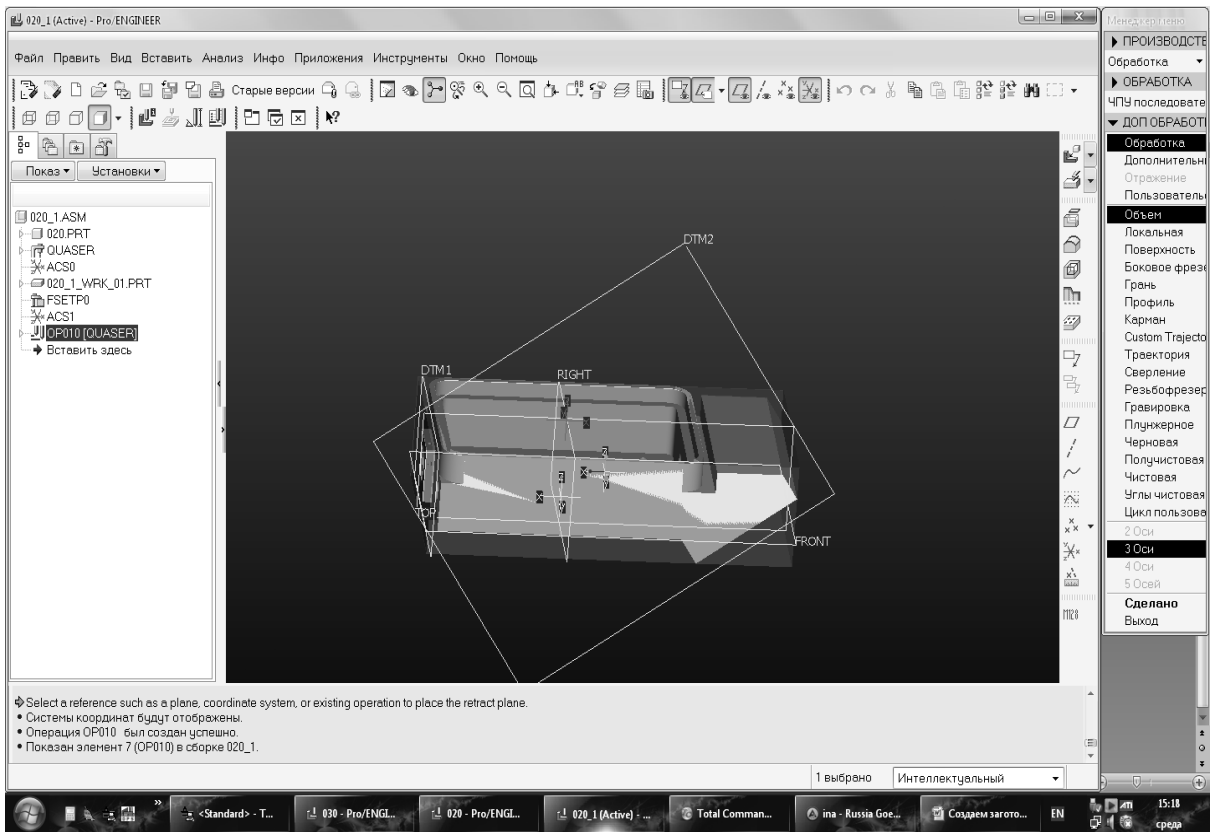 020_1 (Active) - Pro/ENGINEER
Файл Править Вид Вставить Анализ Инфо Приложения Инструменты Окно Помощь
Старые версии
Показ Установки
020_1.ASM
020.PRT
QUASER
ACS0
020_1_WRK_01.PRT
FSETP0
ACS1
OP010 [QUASER]
Вставить здесь
DTM2
DTM1
RIGHT
TOP
FRONT
Менеджер меню
ПРОИЗВОДСТЕ
Обработка
ОБРАБОТКА
ЧПУ последовате
ДОП ОБРАБОТ
Обработка
Дополнительн
Отражение
Пользователь
Объем
Локальная
Поверхность
Боковое фрезе
Грань
Профиль
Карман
Custom Trajecto
Траектория
Сверление
Резьбофрезер
Гравировка
Плунжерное
Черновая
Получистовая
Чистовая
Углы чистовая
Цикл пользова
2 Оси
3 Оси
4 Оси
5 Осей
Сделано
Выход
Select a reference such as a plane, coordinate system, or existing operation to place the retract plane.
Системы координат будут отображены.
Операция OP010 был создан успешно.
Показан элемент 7 (OP010) в сборке 020_1.
1 выбрано Интеллектуальный
<Standard> - T... 030 - Pro/ENGI... 020 - Pro/ENGI... 020_1 (Active) - ... Total Comman... ina - Russia Goe... Создаем загото... EN 15:18
среда